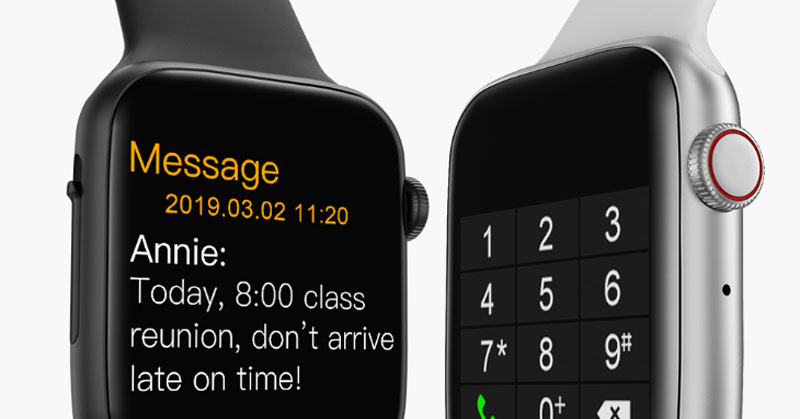 Message
2019.03.02 11:20
Annie:
Today, 8:00 class
reunion, don't arrive
late on time!
1 2 3
4 5 6
7* 8 9#
0+